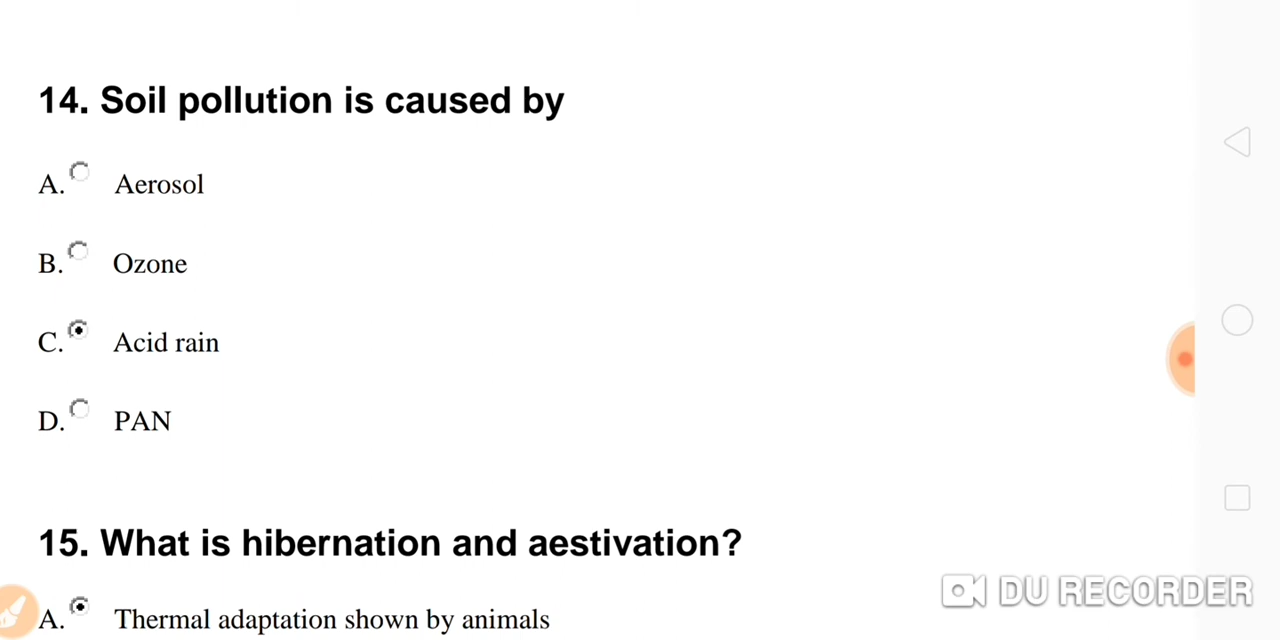 14. Soil pollution is caused by
A. Aerosol
B. Ozone
C. Acid rain
D. PAN
15. What is hibernation and aestivation?
A. Thermal adaptation shown by animals
DU RECORDER